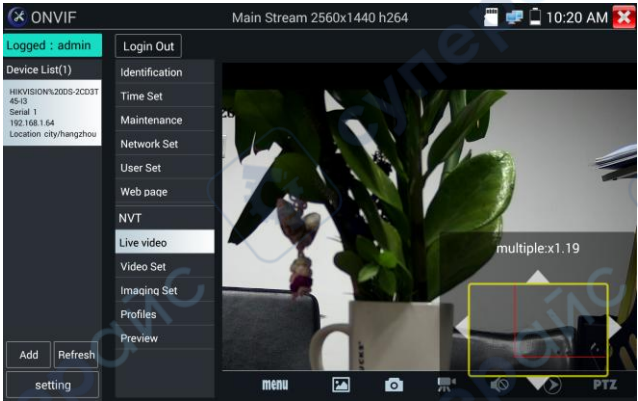 ONVIF
Main Stream 2560x1440 h264
10:20 AM
Logged : admin
Login Out
Device List(1)
HIKVISION%20DS-2CD3T
45-I3
Serial 1
192.168.1.64
Location city/hangzhou
Identification
Time Set
Maintenance
Network Set
User Set
Web page
NVT
Live video
Video Set
Imaging Set
Profiles
Preview
multiple:x1.19
Add
Refresh
setting
menu
PTZ